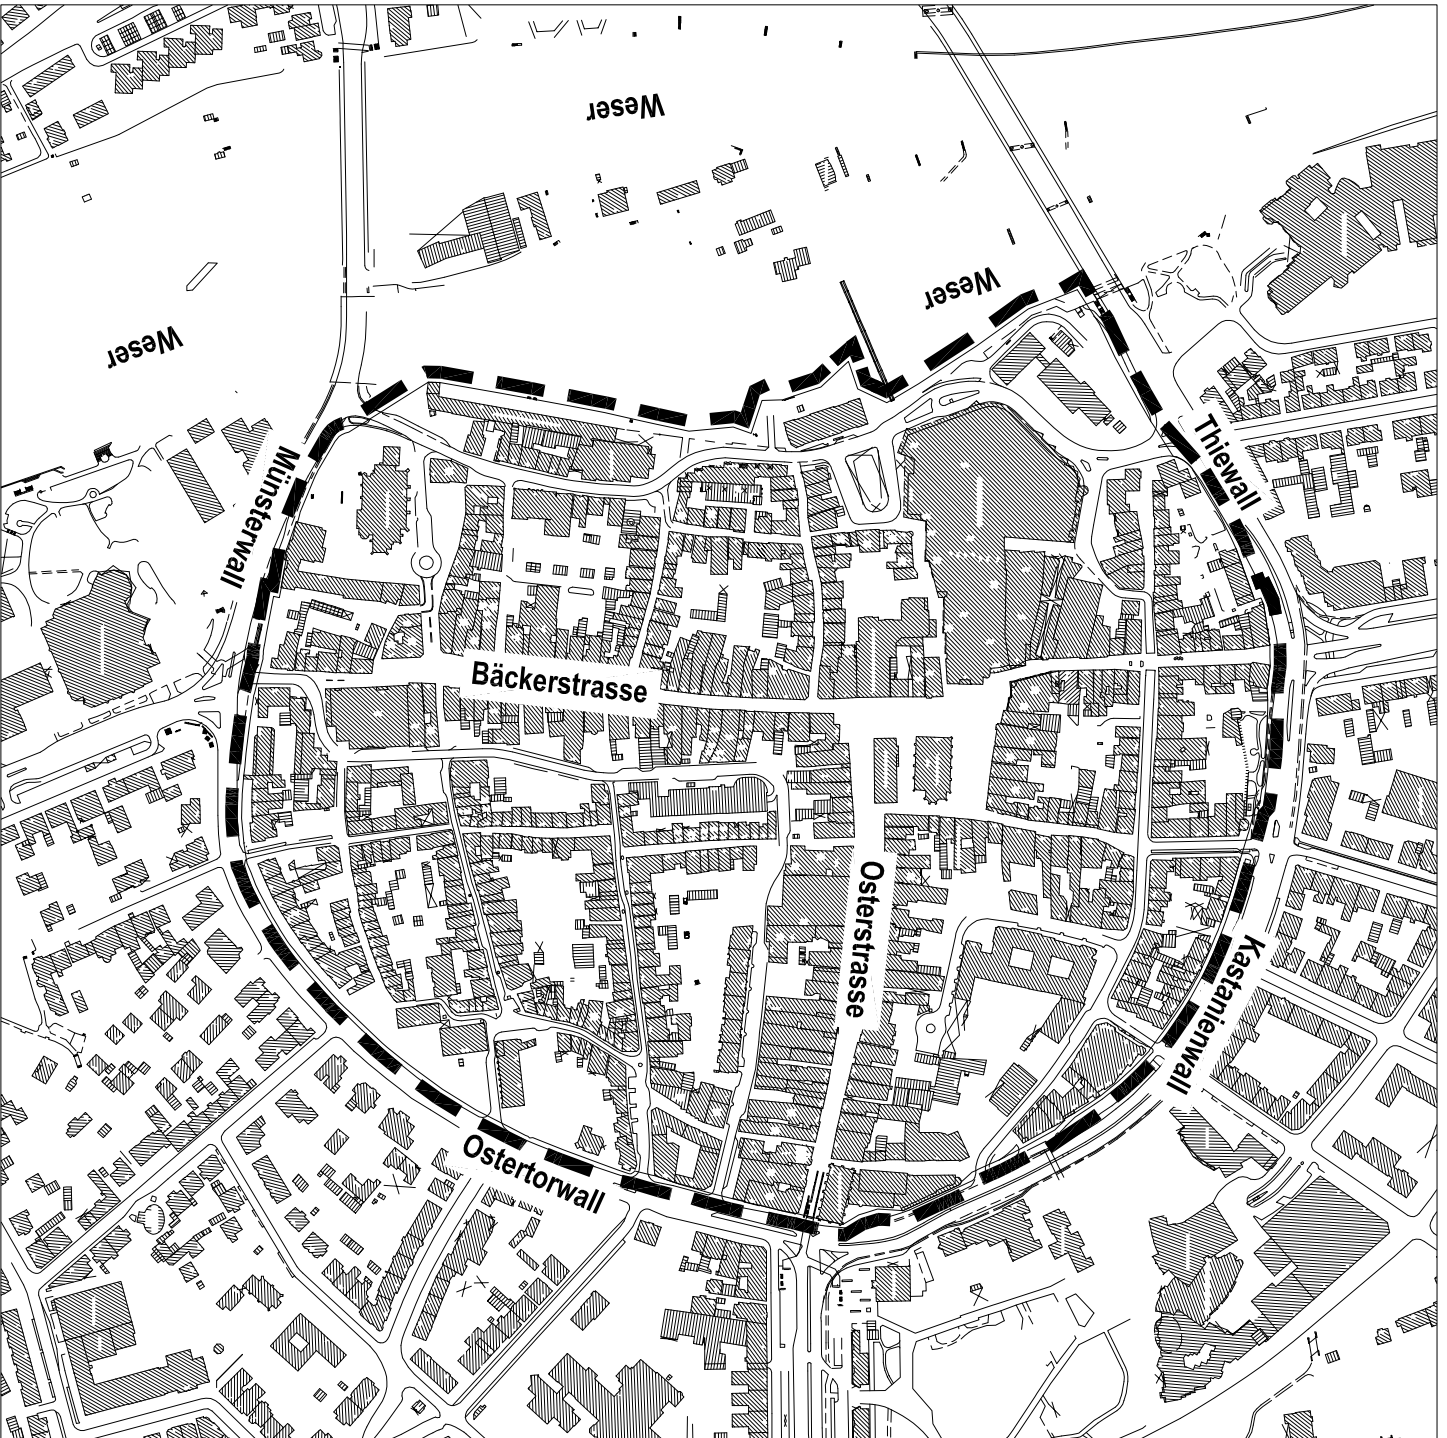 Weser
Weser
Weser
Thiewall
Münsterwall
Bäckerstrasse
Osterstrasse
Kastanienwall
Ostertorwall